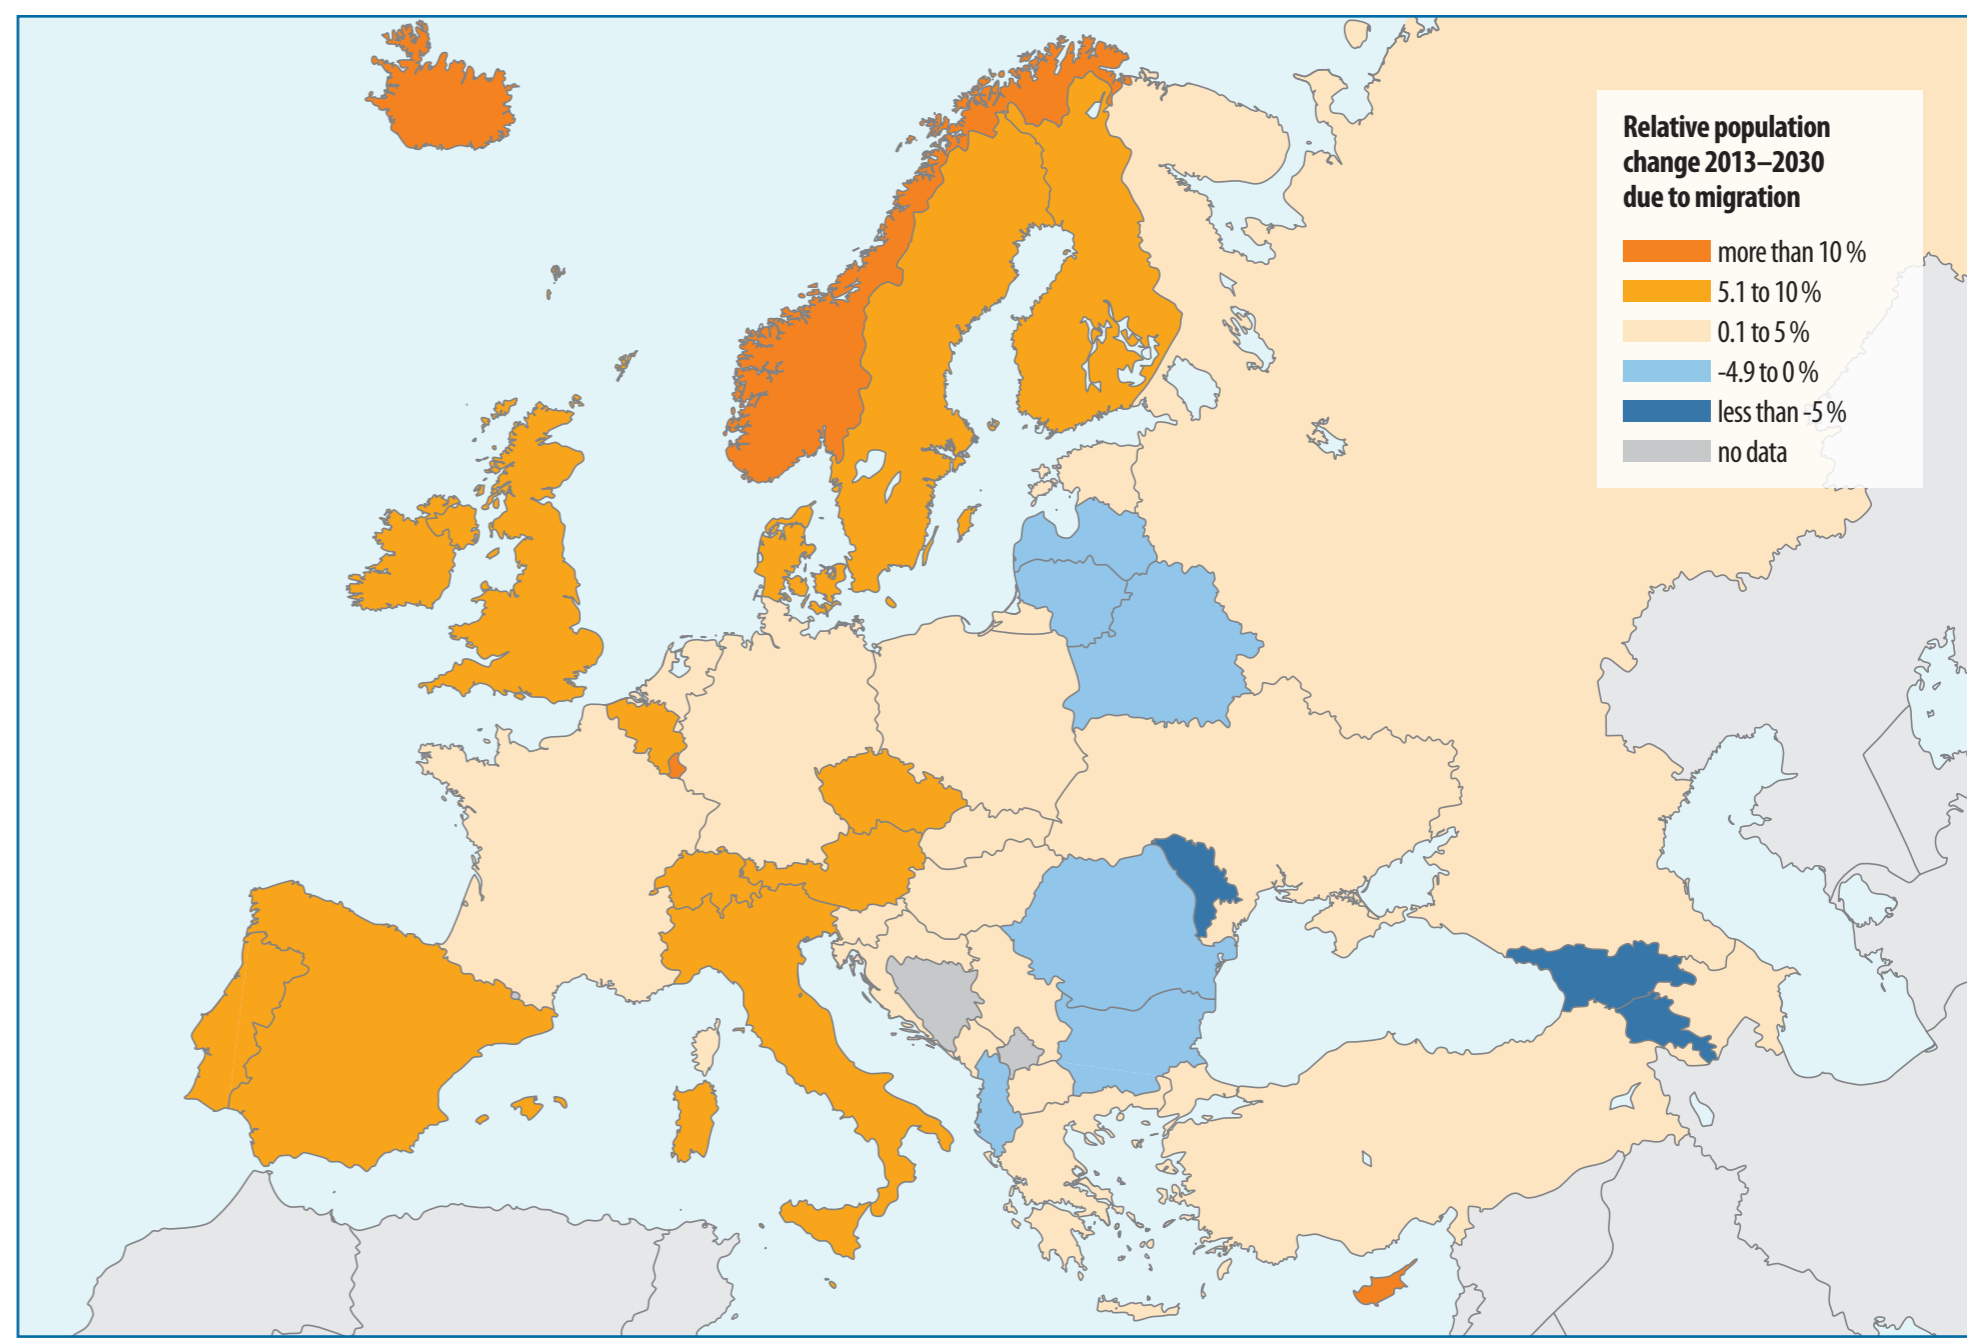 Relative population
change 2013–2030
due to migration
more than 10 %
5.1 to 10 %
0.1 to 5 %
-4.9 to 0 %
less than -5 %
no data